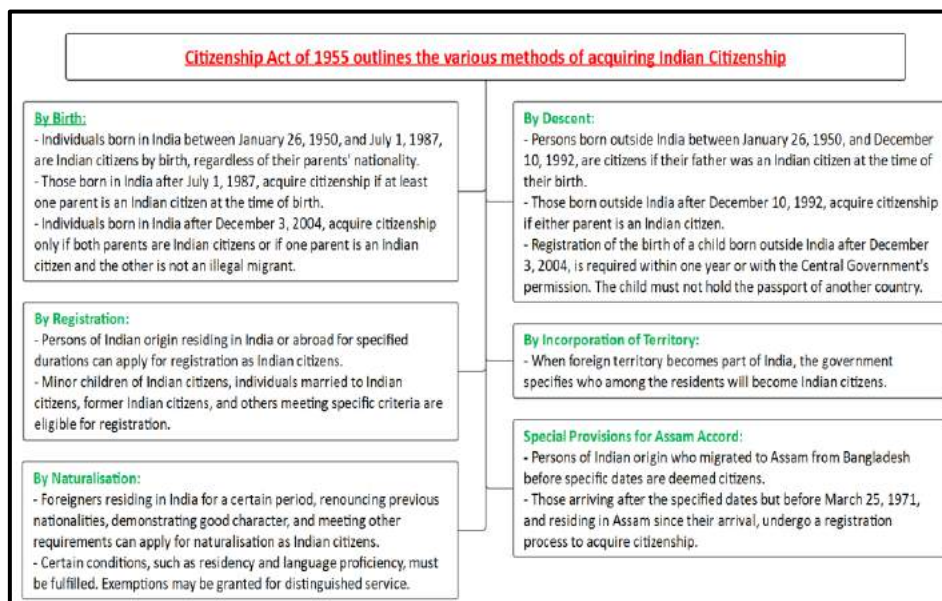 Citizenship Act of 1955 outlines the various methods of acquiring Indian Citizenship
By Birth:
- Individuals born in India between January 26, 1950, and July 1, 1987,
are Indian citizens by birth, regardless of their parents' nationality.
- Those born in India after July 1, 1987, acquire citizenship if at least
one parent is an Indian citizen at the time of birth.
- Individuals born in India after December 3, 2004, acquire citizenship
only if both parents are Indian citizens or if one parent is an Indian
citizen and the other is not an illegal migrant.
By Registration:
- Persons of Indian origin residing in India or abroad for specified
durations can apply for registration as Indian citizens.
- Minor children of Indian citizens, individuals married to Indian
citizens, former Indian citizens, and others meeting specific criteria are
eligible for registration.
By Naturalisation:
- Foreigners residing in India for a certain period, renouncing previous
nationalities, demonstrating good character, and meeting other
requirements can apply for naturalisation as Indian citizens.
- Certain conditions, such as residency and language proficiency, must
be fulfilled. Exemptions may be granted for distinguished service.
By Descent:
- Persons born outside India between January 26, 1950, and December
10, 1992, are citizens if their father was an Indian citizen at the time of
their birth.
- Those born outside India after December 10, 1992, acquire citizenship
if either parent is an Indian citizen.
- Registration of the birth of a child born outside India after December
3, 2004, is required within one year or with the Central Government's
permission. The child must not hold the passport of another country.
By Incorporation of Territory:
- When foreign territory becomes part of India, the government
specifies who among the residents will become Indian citizens.
Special Provisions for Assam Accord:
- Persons of Indian origin who migrated to Assam from Bangladesh
before specific dates are deemed citizens.
- Those arriving after the specified dates but before March 25, 1971,
and residing in Assam since their arrival, undergo a registration
process to acquire citizenship.